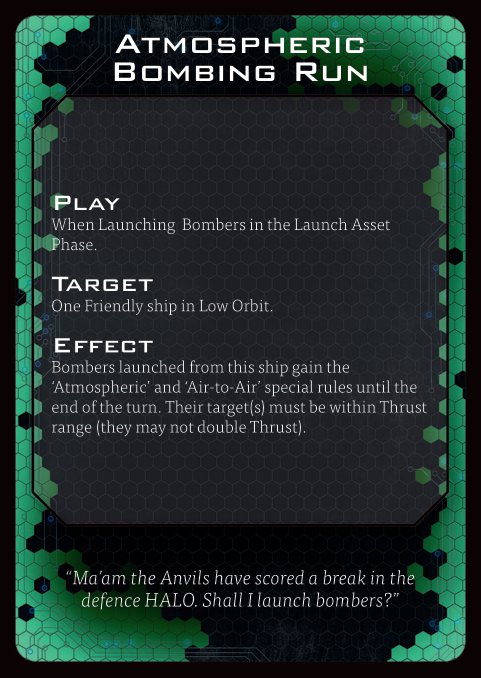 Atmospheric
Bombing Run
Play
When Launching  Bombers in the Launch Asset
Phase.
Target
One Friendly ship in Low Orbit.
Effect
Bombers launched from this ship gain the
‘Atmospheric’ and ‘Air-to-Air’ special rules until the
end of the turn. Their target(s) must be within Thrust
range (they may not double Thrust).
“Ma’am the Anvils have scored a break in the
defence HALO. Shall I launch bombers?”